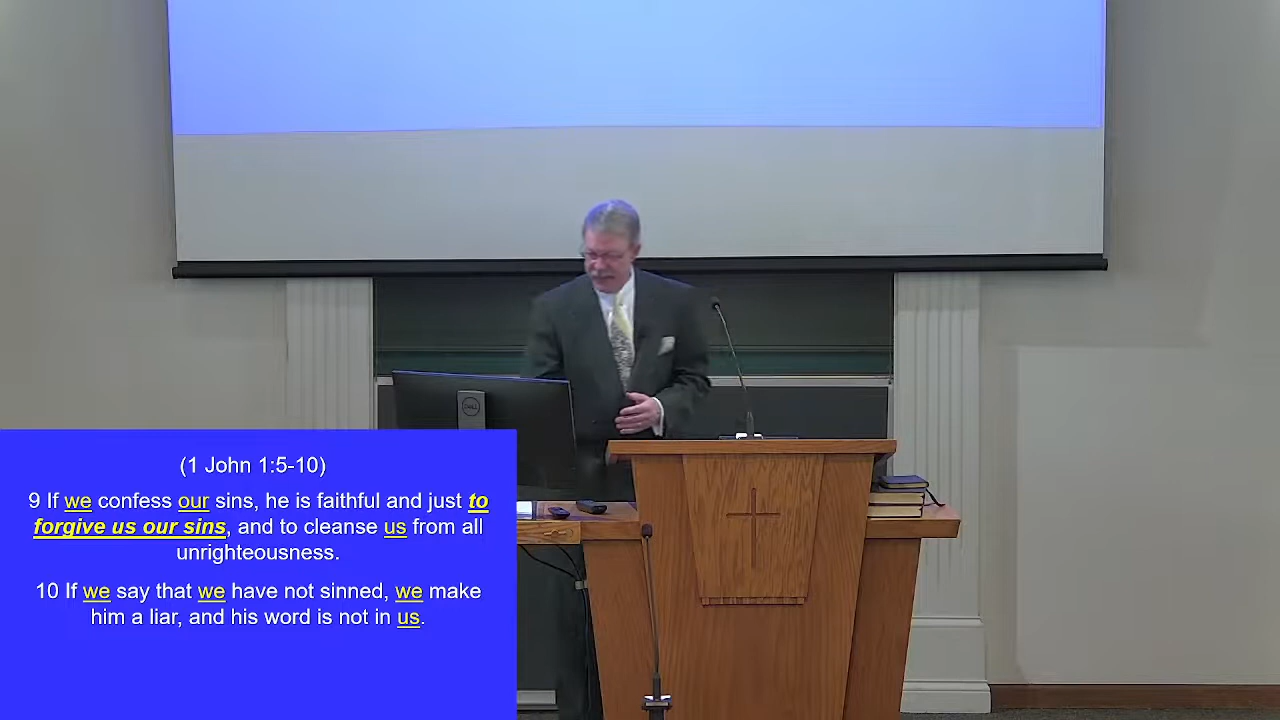 (1 John 1:5-10)
9 If we confess our sins, he is faithful and just to
forgive us our sins, and to cleanse us from all
unrighteousness.
10 If we say that we have not sinned, we make
him a liar, and his word is not in us.
DELL